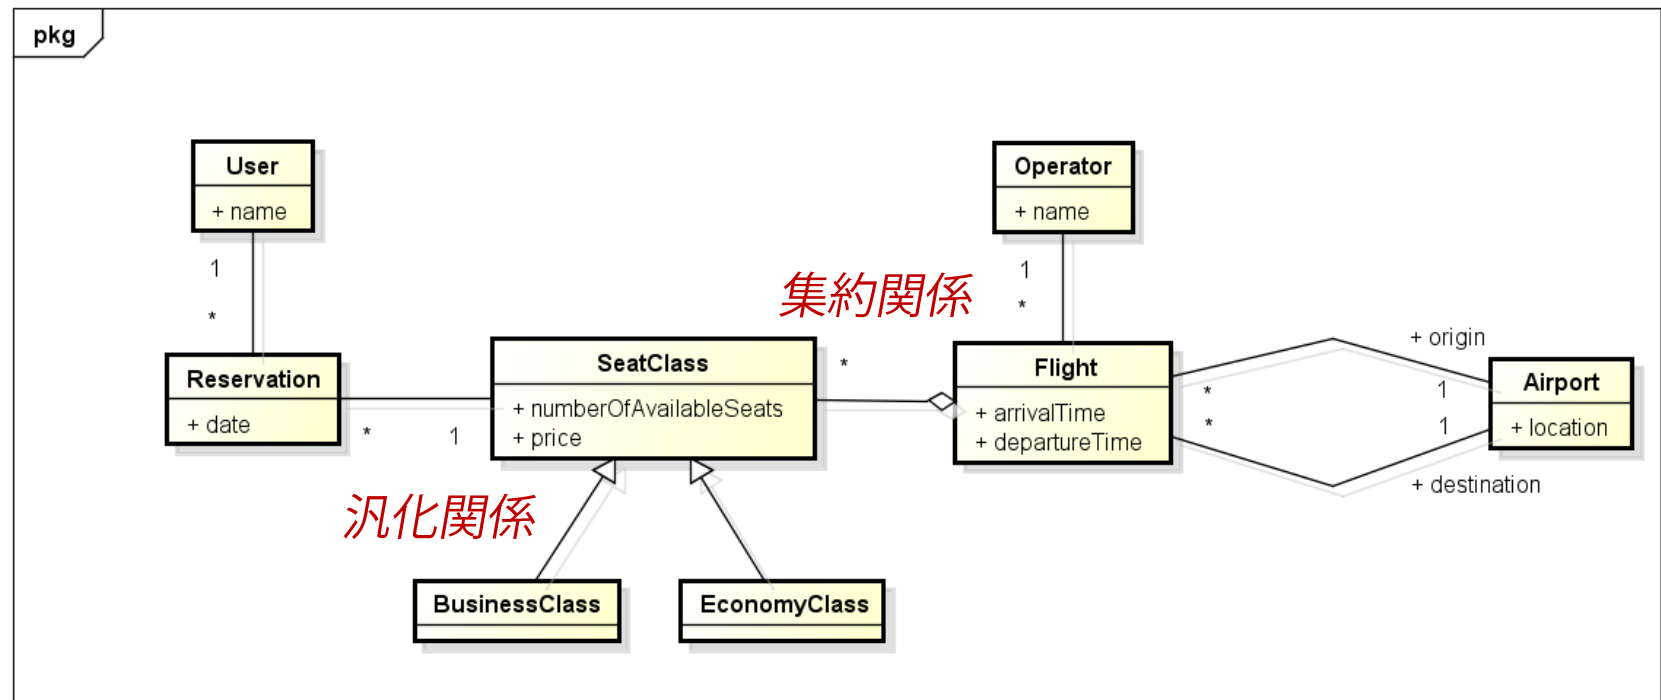 pkg
User
+ name
1
*
Reservation
+ date
*
1
SeatClass
+ numberOfAvailableSeats
+ price
汎化関係
BusinessClass
EconomyClass
集約関係
*
Operator
+ name
1
*
Flight
+ arrivalTime
+ departureTime
+ origin
*
1
*
1
+ destination
Airport
+ location